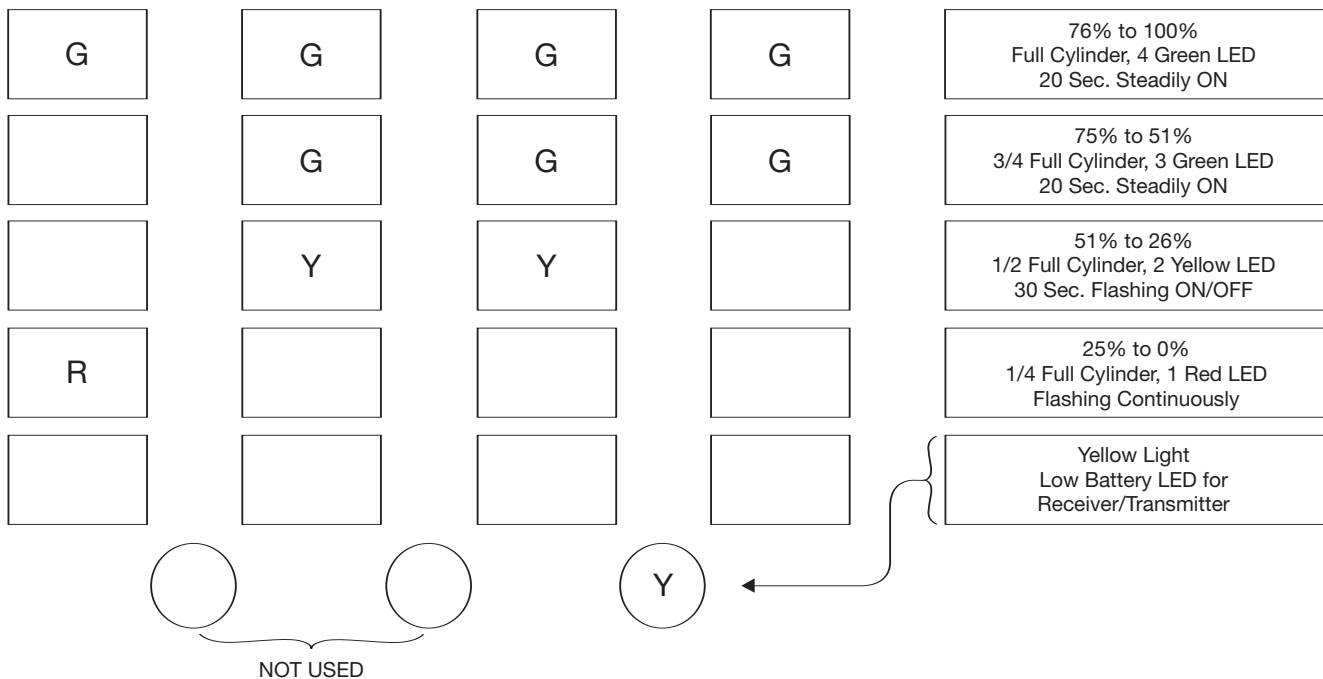 G G G G
76% to 100%
Full Cylinder, 4 Green LED
20 Sec. Steadily ON
G G G
75% to 51%
3/4 Full Cylinder, 3 Green LED
20 Sec. Steadily ON
Y Y
51% to 26%
1/2 Full Cylinder, 2 Yellow LED
30 Sec. Flashing ON/OFF
R
25% to 0%
1/4 Full Cylinder, 1 Red LED
Flashing Continuously
Yellow Light
Low Battery LED for
Receiver/Transmitter
Y
NOT USED